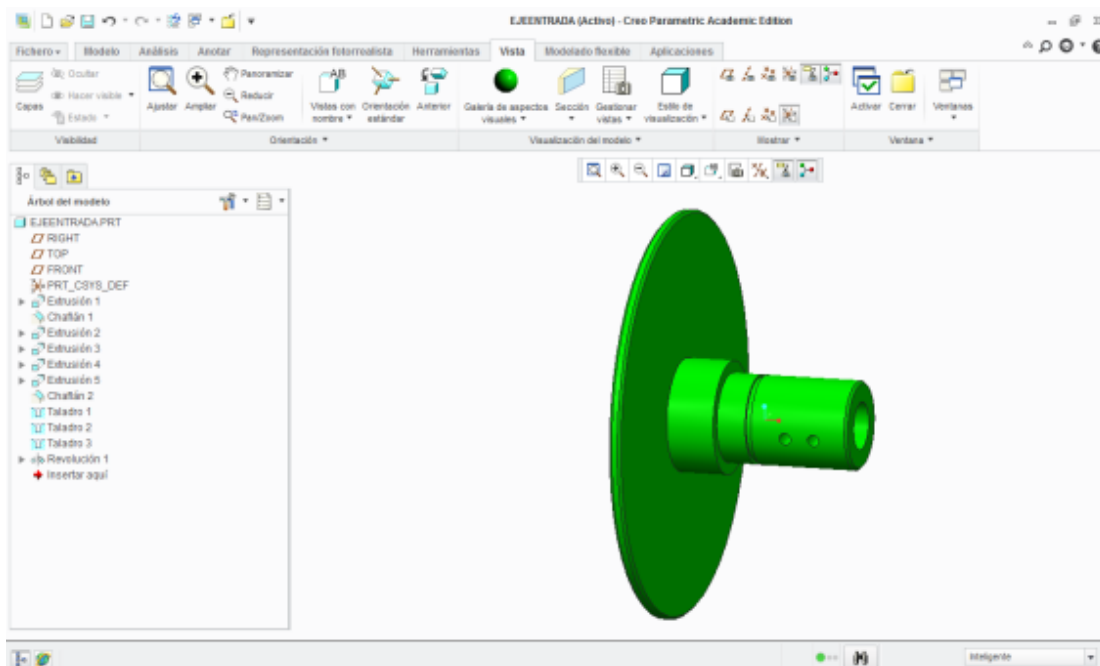 EJEENTRADA (Activo) - Creo Parametric Academic Edition
Fichero Modelo Análisis Anotar Representación fotorrealista Herramientas Vista Modelado flexible Aplicaciones
Capas
Ocultar
Hacer visible
Estado
Ajustar
Ampliar
Panoramizar
Reducir
Pan/Zoom
Vistas con nombre
Orientación estándar
Anterior
Galería de aspectos visuales
Sección
Gestionar vistas
Estilo de visualización
Activar
Cerrar
Ventanas
Visibilidad Orientación Visualización del modelo Mostrar Ventana
Árbol del modelo
EJEENTRADA.PRT
RIGHT
TOP
FRONT
PRT_CSYS_DEF
Extrusión 1
Chaflán 1
Extrusión 2
Extrusión 3
Extrusión 4
Extrusión 5
Chaflán 2
Taladro 1
Taladro 2
Taladro 3
Revolución 1
Insertar aquí
Inteligente